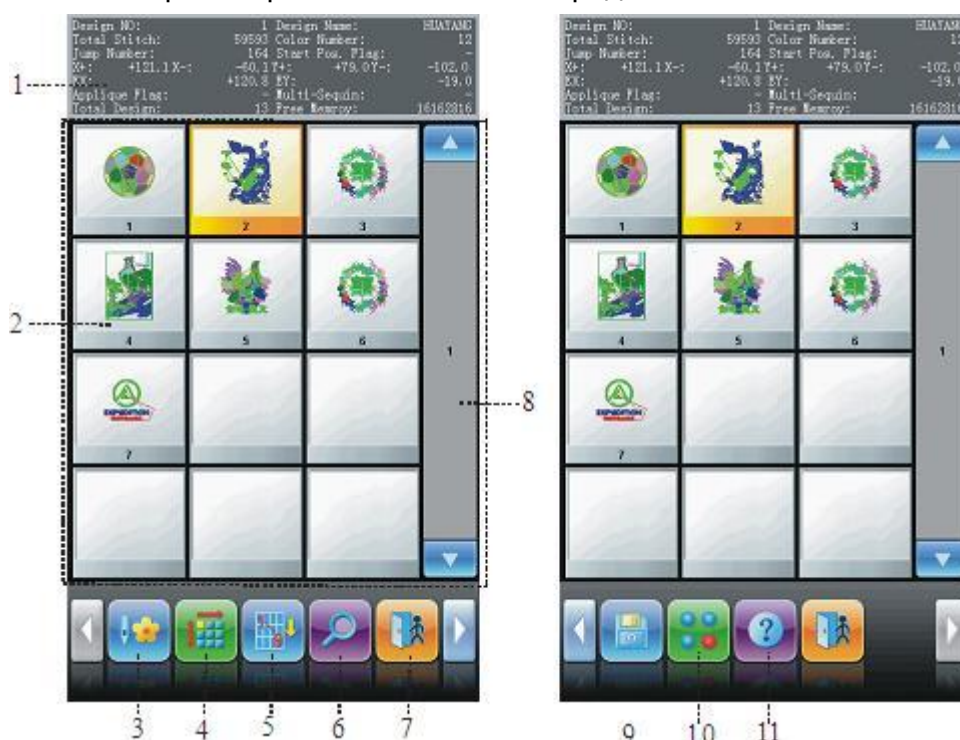 Design NO: 1 Design Name: HUAYANG
Total Stitch: 59593 Color Number: 12
Jump Number: 164 Start Pos. Flag: -
X+: +121.1 X-: -60.1 Y+: +79.0 Y-: -102.0
EX: +120.8 EY: -19.0
Applique Flag: - Multi-Sequin: -
Total Design: 13 Free Memroy: 16162816
1
1 2 3
2
4 5 6
1
EXPEDITION
8
7
3 4 5 6 7
Design NO: 1 Design Name: HUAYANG
Total Stitch: 59593 Color Number: 12
Jump Number: 164 Start Pos. Flag:
X+: +121.1 X-: -60.1 Y+: +79.0 Y-: -102.0
EX: +120.8 EY: -19.0
Applique Flag: - Multi-Sequin:
Total Design: 13 Free Memroy: 16162816
1 2 3
4 5 6
1
EXPEDITION
7
?
9 10 11